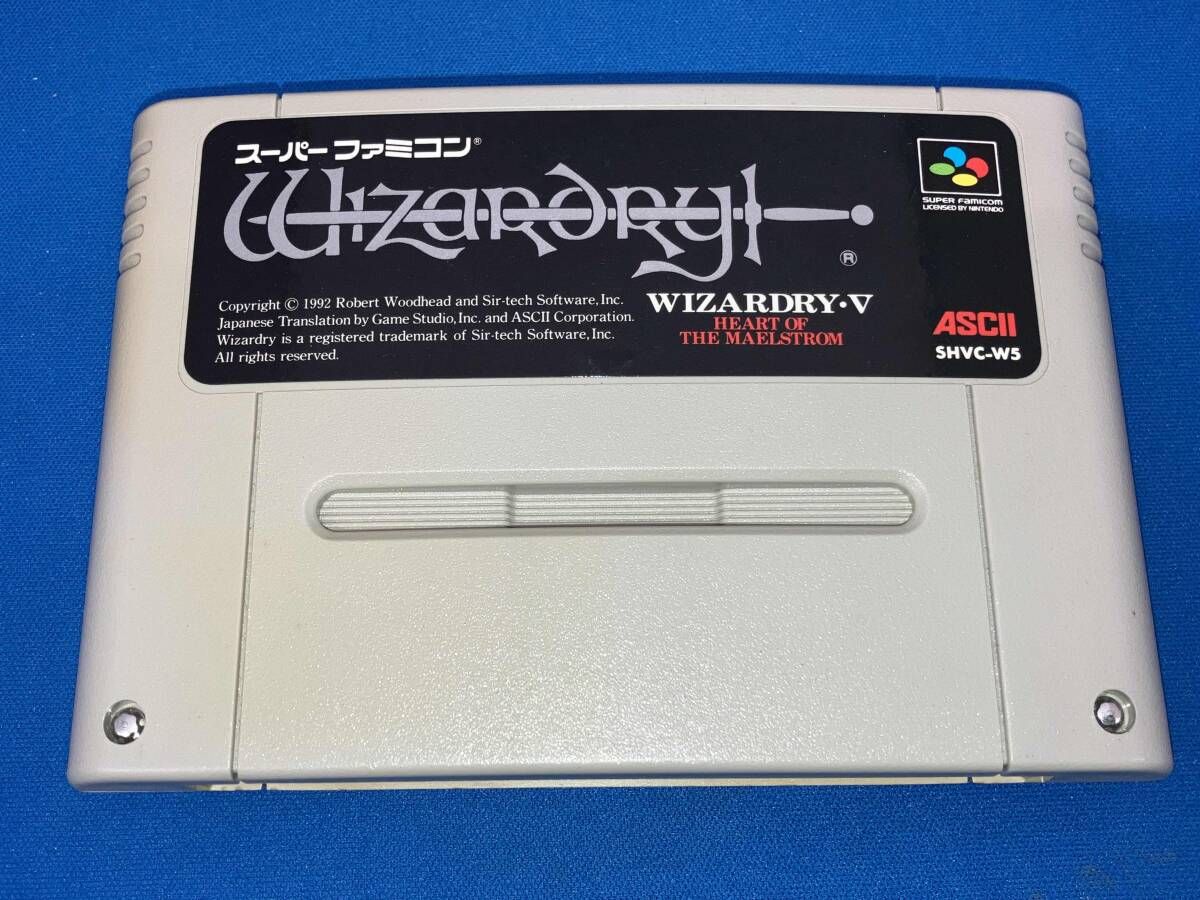 スーパーファミコン®
Wizardry
®
SUPER FAMICOM
LICENSED BY NINTENDO
Copyright © 1992 Robert Woodhead and Sir-tech Software, Inc.
Japanese Translation by Game Studio, Inc. and ASCII Corporation.
Wizardry is a registered trademark of Sir-tech Software, Inc.
All rights reserved.
WIZARDRY・V
HEART OF
THE MAELSTROM
ASCII
SHVC-W5